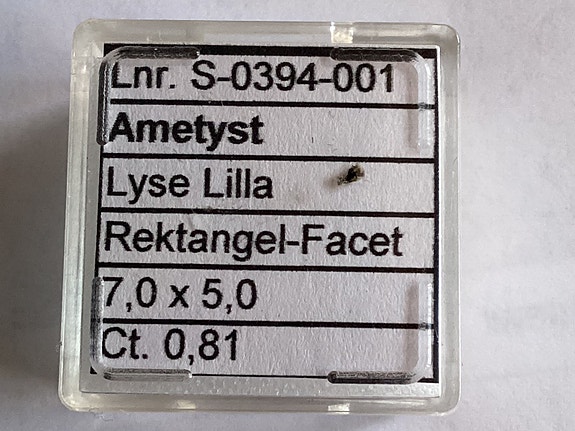 Lnr. S-0394-001
Ametyst
Lyse Lilla
Rektangel-Facet
7,0 x 5,0
Ct. 0,81